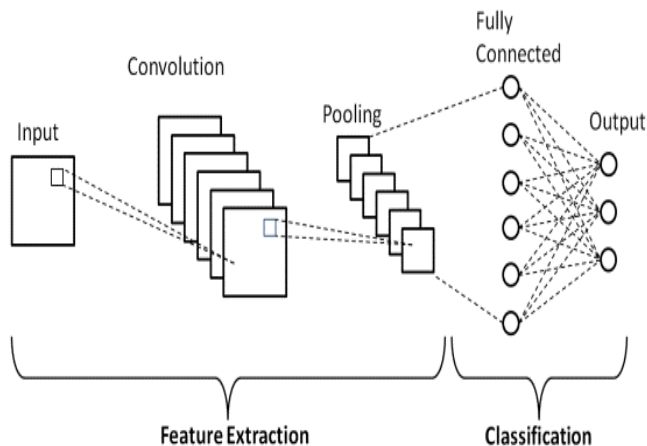 Input
Convolution
Pooling
Fully
Connected
Output
Feature Extraction
Classification